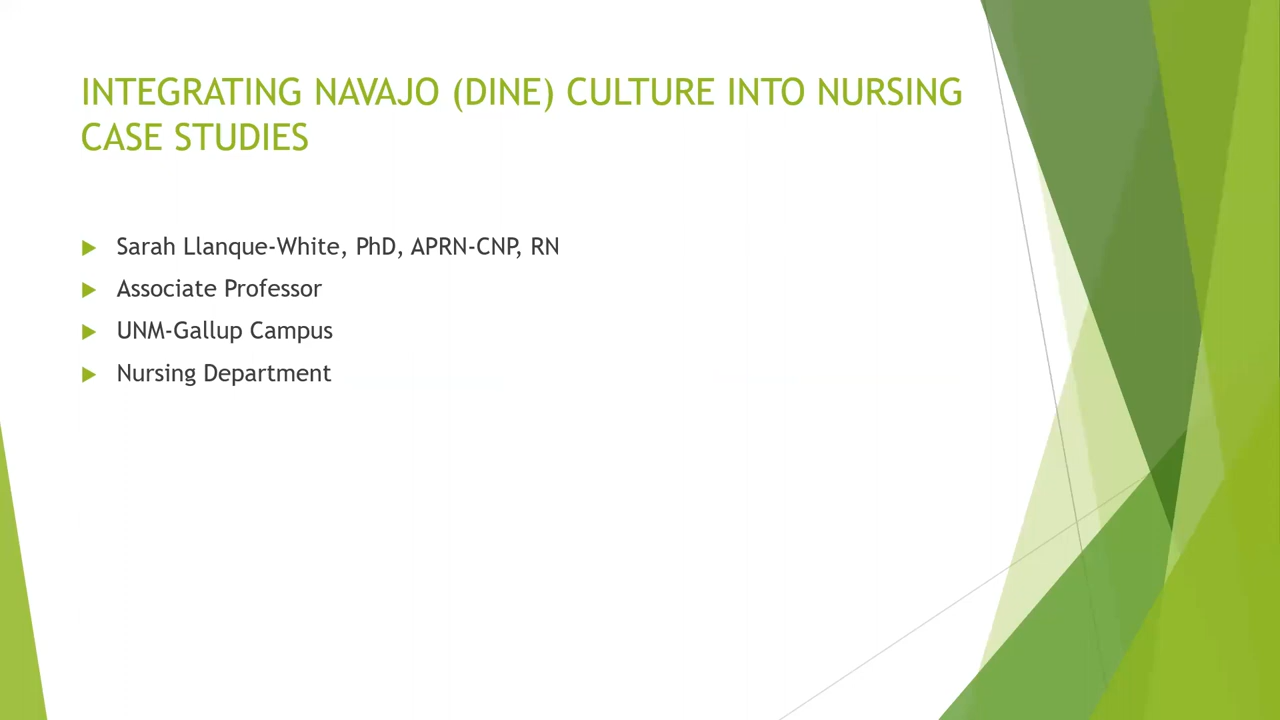 INTEGRATING NAVAJO (DINE) CULTURE INTO NURSING
CASE STUDIES
Sarah Llanque-White, PhD, APRN-CNP, RN
Associate Professor
UNM-Gallup Campus
Nursing Department